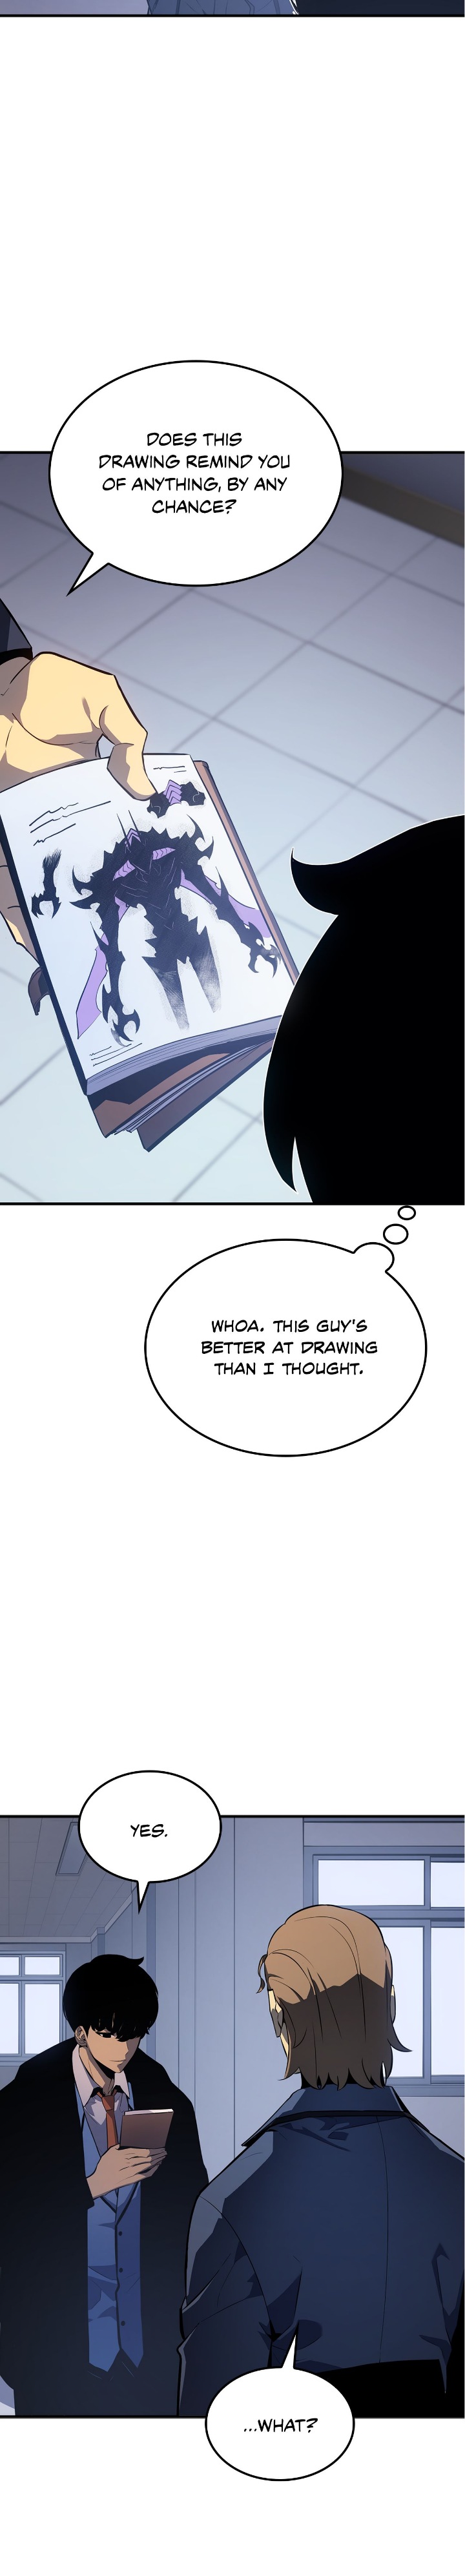 DOES THIS
DRAWING REMIND YOU
OF ANYTHING, BY ANY
CHANCE?
WHOA. THIS GUY'S
BETTER AT DRAWING
THAN I THOUGHT.
YES.
...WHAT?